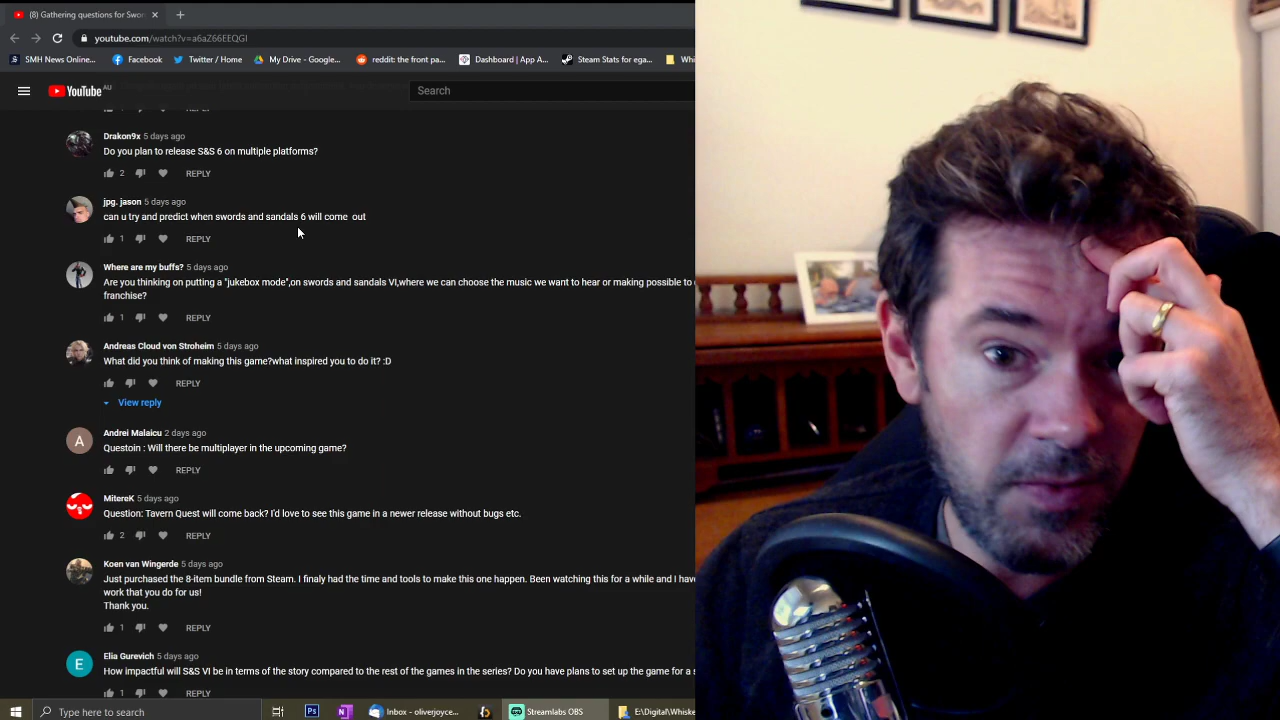 (8) Gathering questions for Swor
youtube.com/watch?v=a6aZ66EEQGI
SMH News Online...
Facebook
Twitter / Home
My Drive - Google...
reddit: the front pa...
Dashboard | App A...
Steam Stats for ega...
Whi
YouTube AU
Search
Drakon9x 5 days ago
Do you plan to release S&S 6 on multiple platforms?
2 REPLY
jpg. jason 5 days ago
can u try and predict when swords and sandals 6 will come out
1 REPLY
Where are my buffs? 5 days ago
Are you thinking on putting a "jukebox mode",on swords and sandals VI,where we can choose the music we want to hear or making possible to
franchise?
1 REPLY
Andreas Cloud von Stroheim 5 days ago
What did you think of making this game?what inspired you to do it? :D
REPLY
View reply
A
Andrei Malaicu 2 days ago
Questoin : Will there be multiplayer in the upcoming game?
REPLY
MitereK 5 days ago
Question: Tavern Quest will come back? I'd love to see this game in a newer release without bugs etc.
2 REPLY
Koen van Wingerde 5 days ago
Just purchased the 8-item bundle from Steam. I finaly had the time and tools to make this one happen. Been watching this for a while and I have
work that you do for us!
Thank you.
1 REPLY
E
Elia Gurevich 5 days ago
How impactful will S&S VI be in terms of the story compared to the rest of the games in the series? Do you have plans to set up the game for a s
1 REPLY
Type here to search
Ps
N
Inbox - oliverjoyce...
Streamlabs OBS
E:\Digital\Whiske